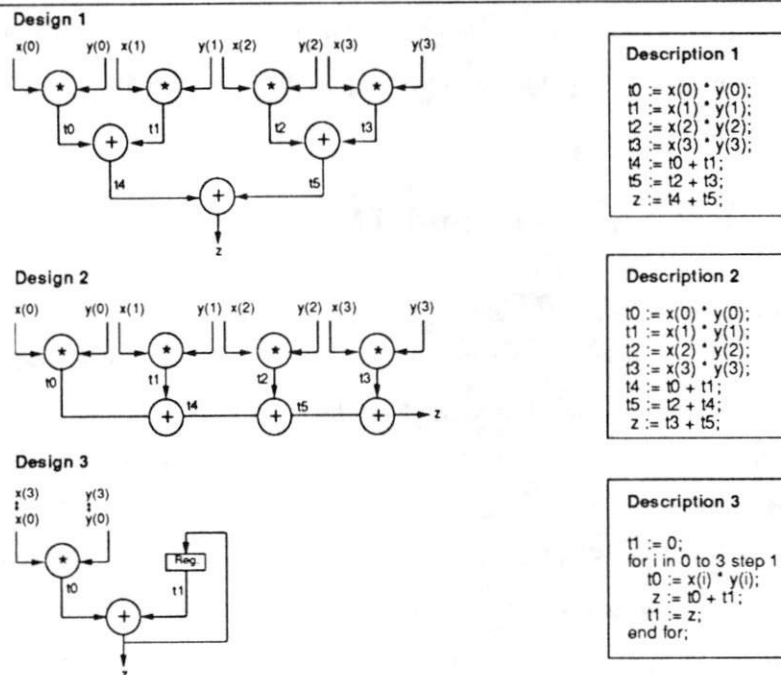 Design 1
x(0) y(0) x(1) y(1) x(2) y(2) x(3) y(3)
* * * *
t0 t1 t2 t3
+ +
t4 t5
+
z
Description 1
t0 := x(0) * y(0);
t1 := x(1) * y(1);
t2 := x(2) * y(2);
t3 := x(3) * y(3);
t4 := t0 + t1;
t5 := t2 + t3;
z := t4 + t5;
Design 2
x(0) y(0) x(1) y(1) x(2) y(2) x(3) y(3)
* * * *
t0 t1 t2 t3
+ t4 + t5 + z
Description 2
t0 := x(0) * y(0);
t1 := x(1) * y(1);
t2 := x(2) * y(2);
t3 := x(3) * y(3);
t4 := t0 + t1;
t5 := t2 + t4;
z := t3 + t5;
Design 3
x(3) y(3)
x(0) y(0)
* Reg.
t0 t1
+
z
Description 3
t1 := 0;
for i in 0 to 3 step 1
t0 := x(i) * y(i);
z := t0 + t1;
t1 := z;
end for;